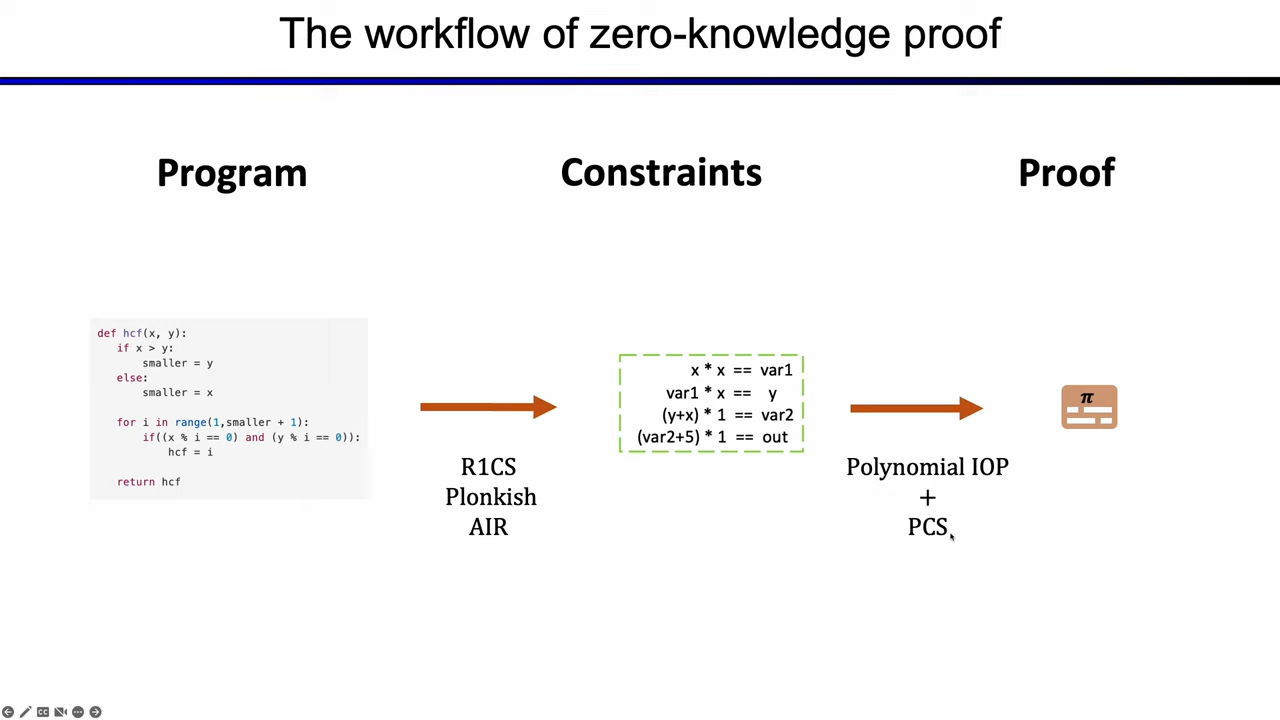 The workflow of zero-knowledge proof
Program
Constraints
Proof
def hcf(x, y):
if x > y:
smaller = y
else:
smaller = x
for i in range(1,smaller + 1):
if((x % i == 0) and (y % i == 0)):
hcf = i
return hcf
R1CS
Plonkish
AIR
x * x == var1
var1 * x == y
(y+x) * 1 == var2
(var2+5) * 1 == out
Polynomial IOP
+
PCS
π
CC